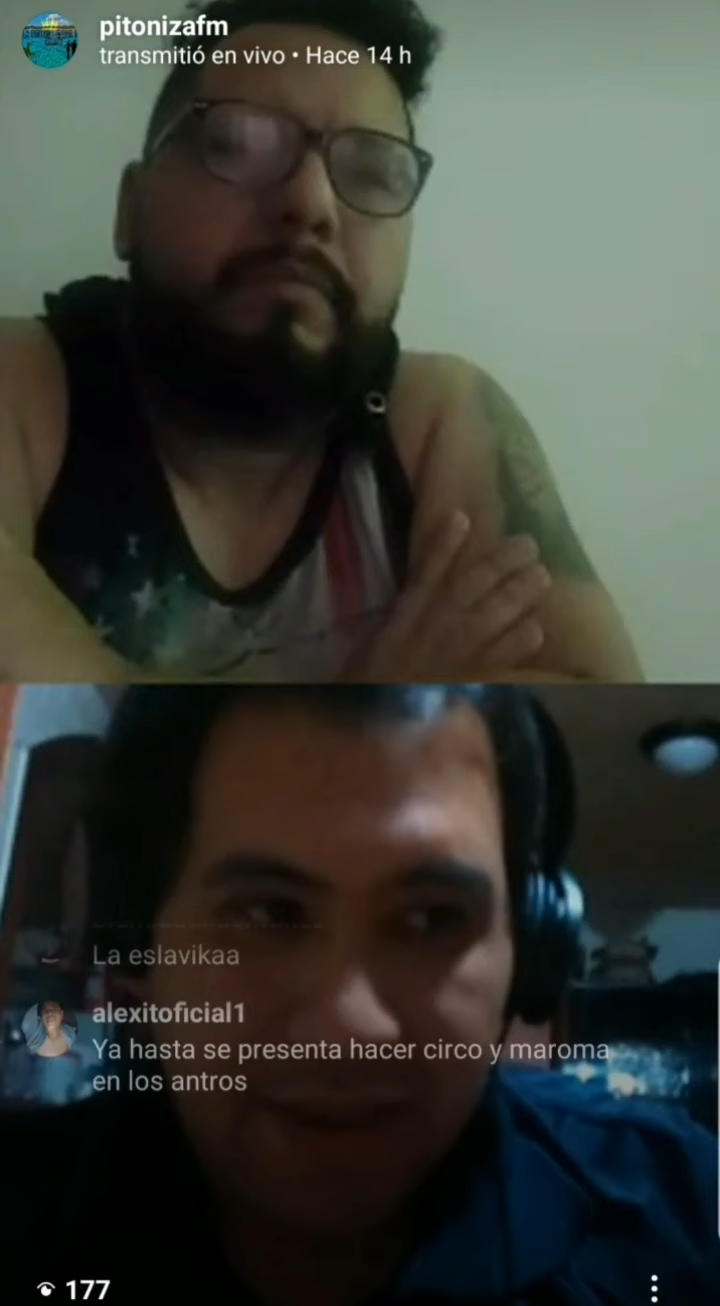 pitonizafm
transmitió en vivo • Hace 14 h
La eslavikaa
alexitoficial1
Ya hasta se presenta hacer circo y maroma
en los antros
177